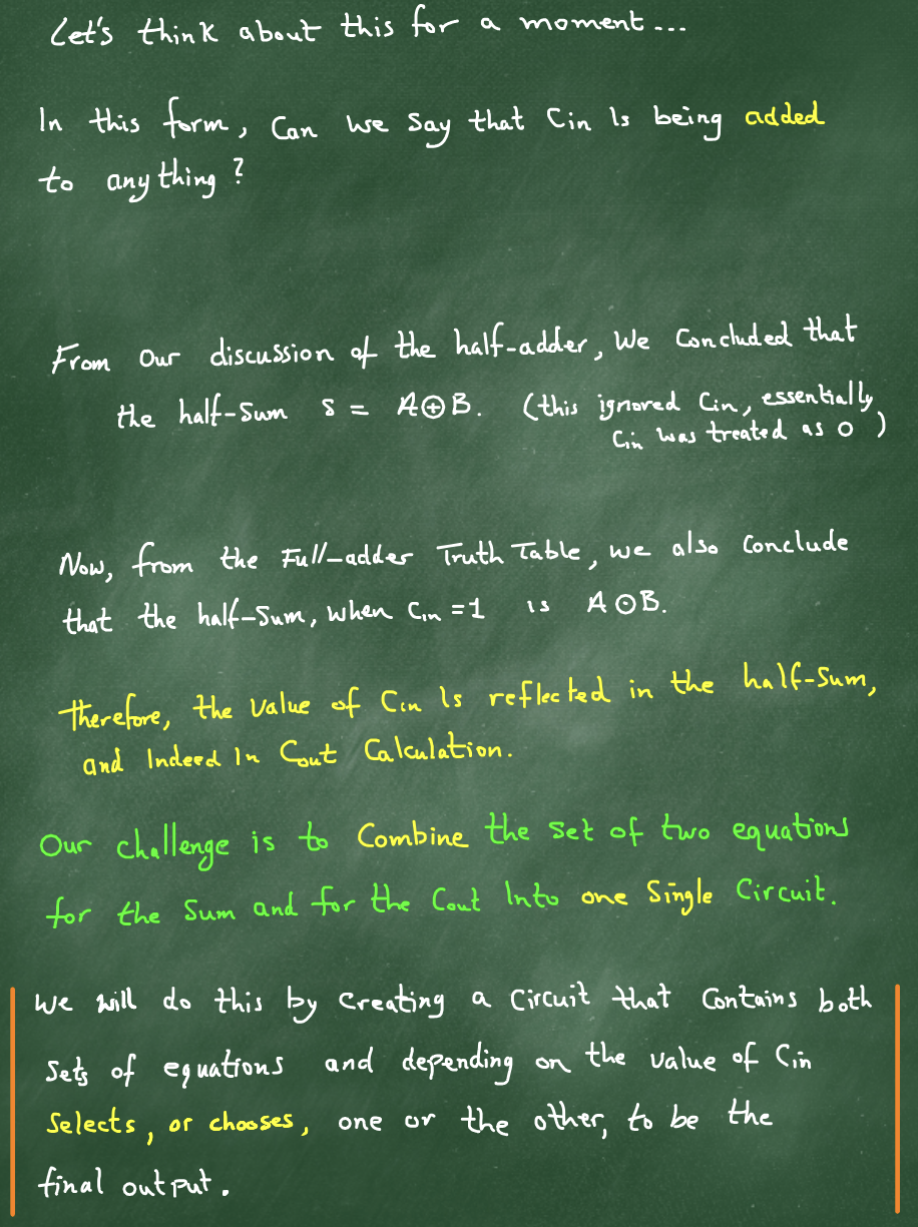 Let's think about this for a moment...
In this form, Can we say that Cin Is being added
to anything?
From our discussion of the half-adder, We Concluded that
the half-Sum S = A⊕B. (this ignored Cin, essentially,
Cin was treated as 0)
Now, from the Full-adder Truth Table, we also Conclude
that the half-Sum, when Cin =1 is A⊙B.
Therefore, the value of Cin Is reflected in the half-Sum,
and Indeed In Cout Calculation.
Our challenge is to Combine the set of two equations
for the Sum and for the Cout Into one Single Circuit.
We will do this by Creating a Circuit that Contains both
Sets of equations and depending on the value of Cin
Selects, or chooses, one or the other, to be the
final output.